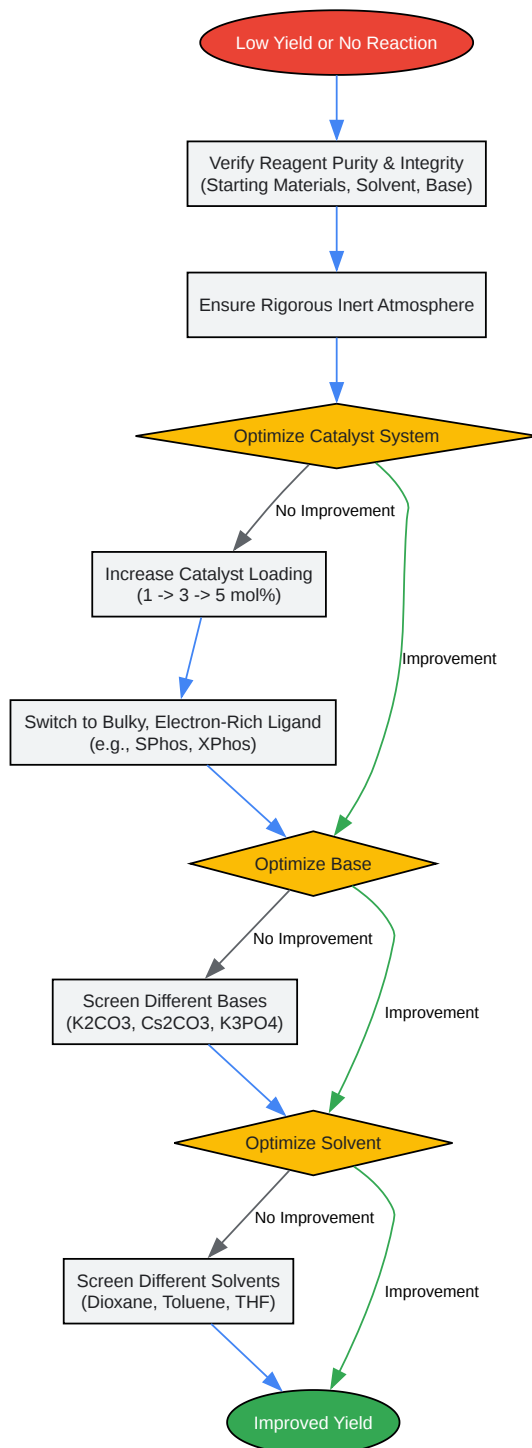 Low Yield or No Reaction
Verify Reagent Purity & Integrity
(Starting Materials, Solvent, Base)
Ensure Rigorous Inert Atmosphere
Optimize Catalyst System
No Improvement
Increase Catalyst Loading
(1 -> 3 -> 5 mol%)
Improvement
Switch to Bulky, Electron-Rich Ligand
(e.g., SPhos, XPhos)
Optimize Base
No Improvement
Screen Different Bases
(K2CO3, Cs2CO3, K3PO4)
Improvement
Optimize Solvent
No Improvement
Screen Different Solvents
(Dioxane, Toluene, THF)
Improvement
Improved Yield